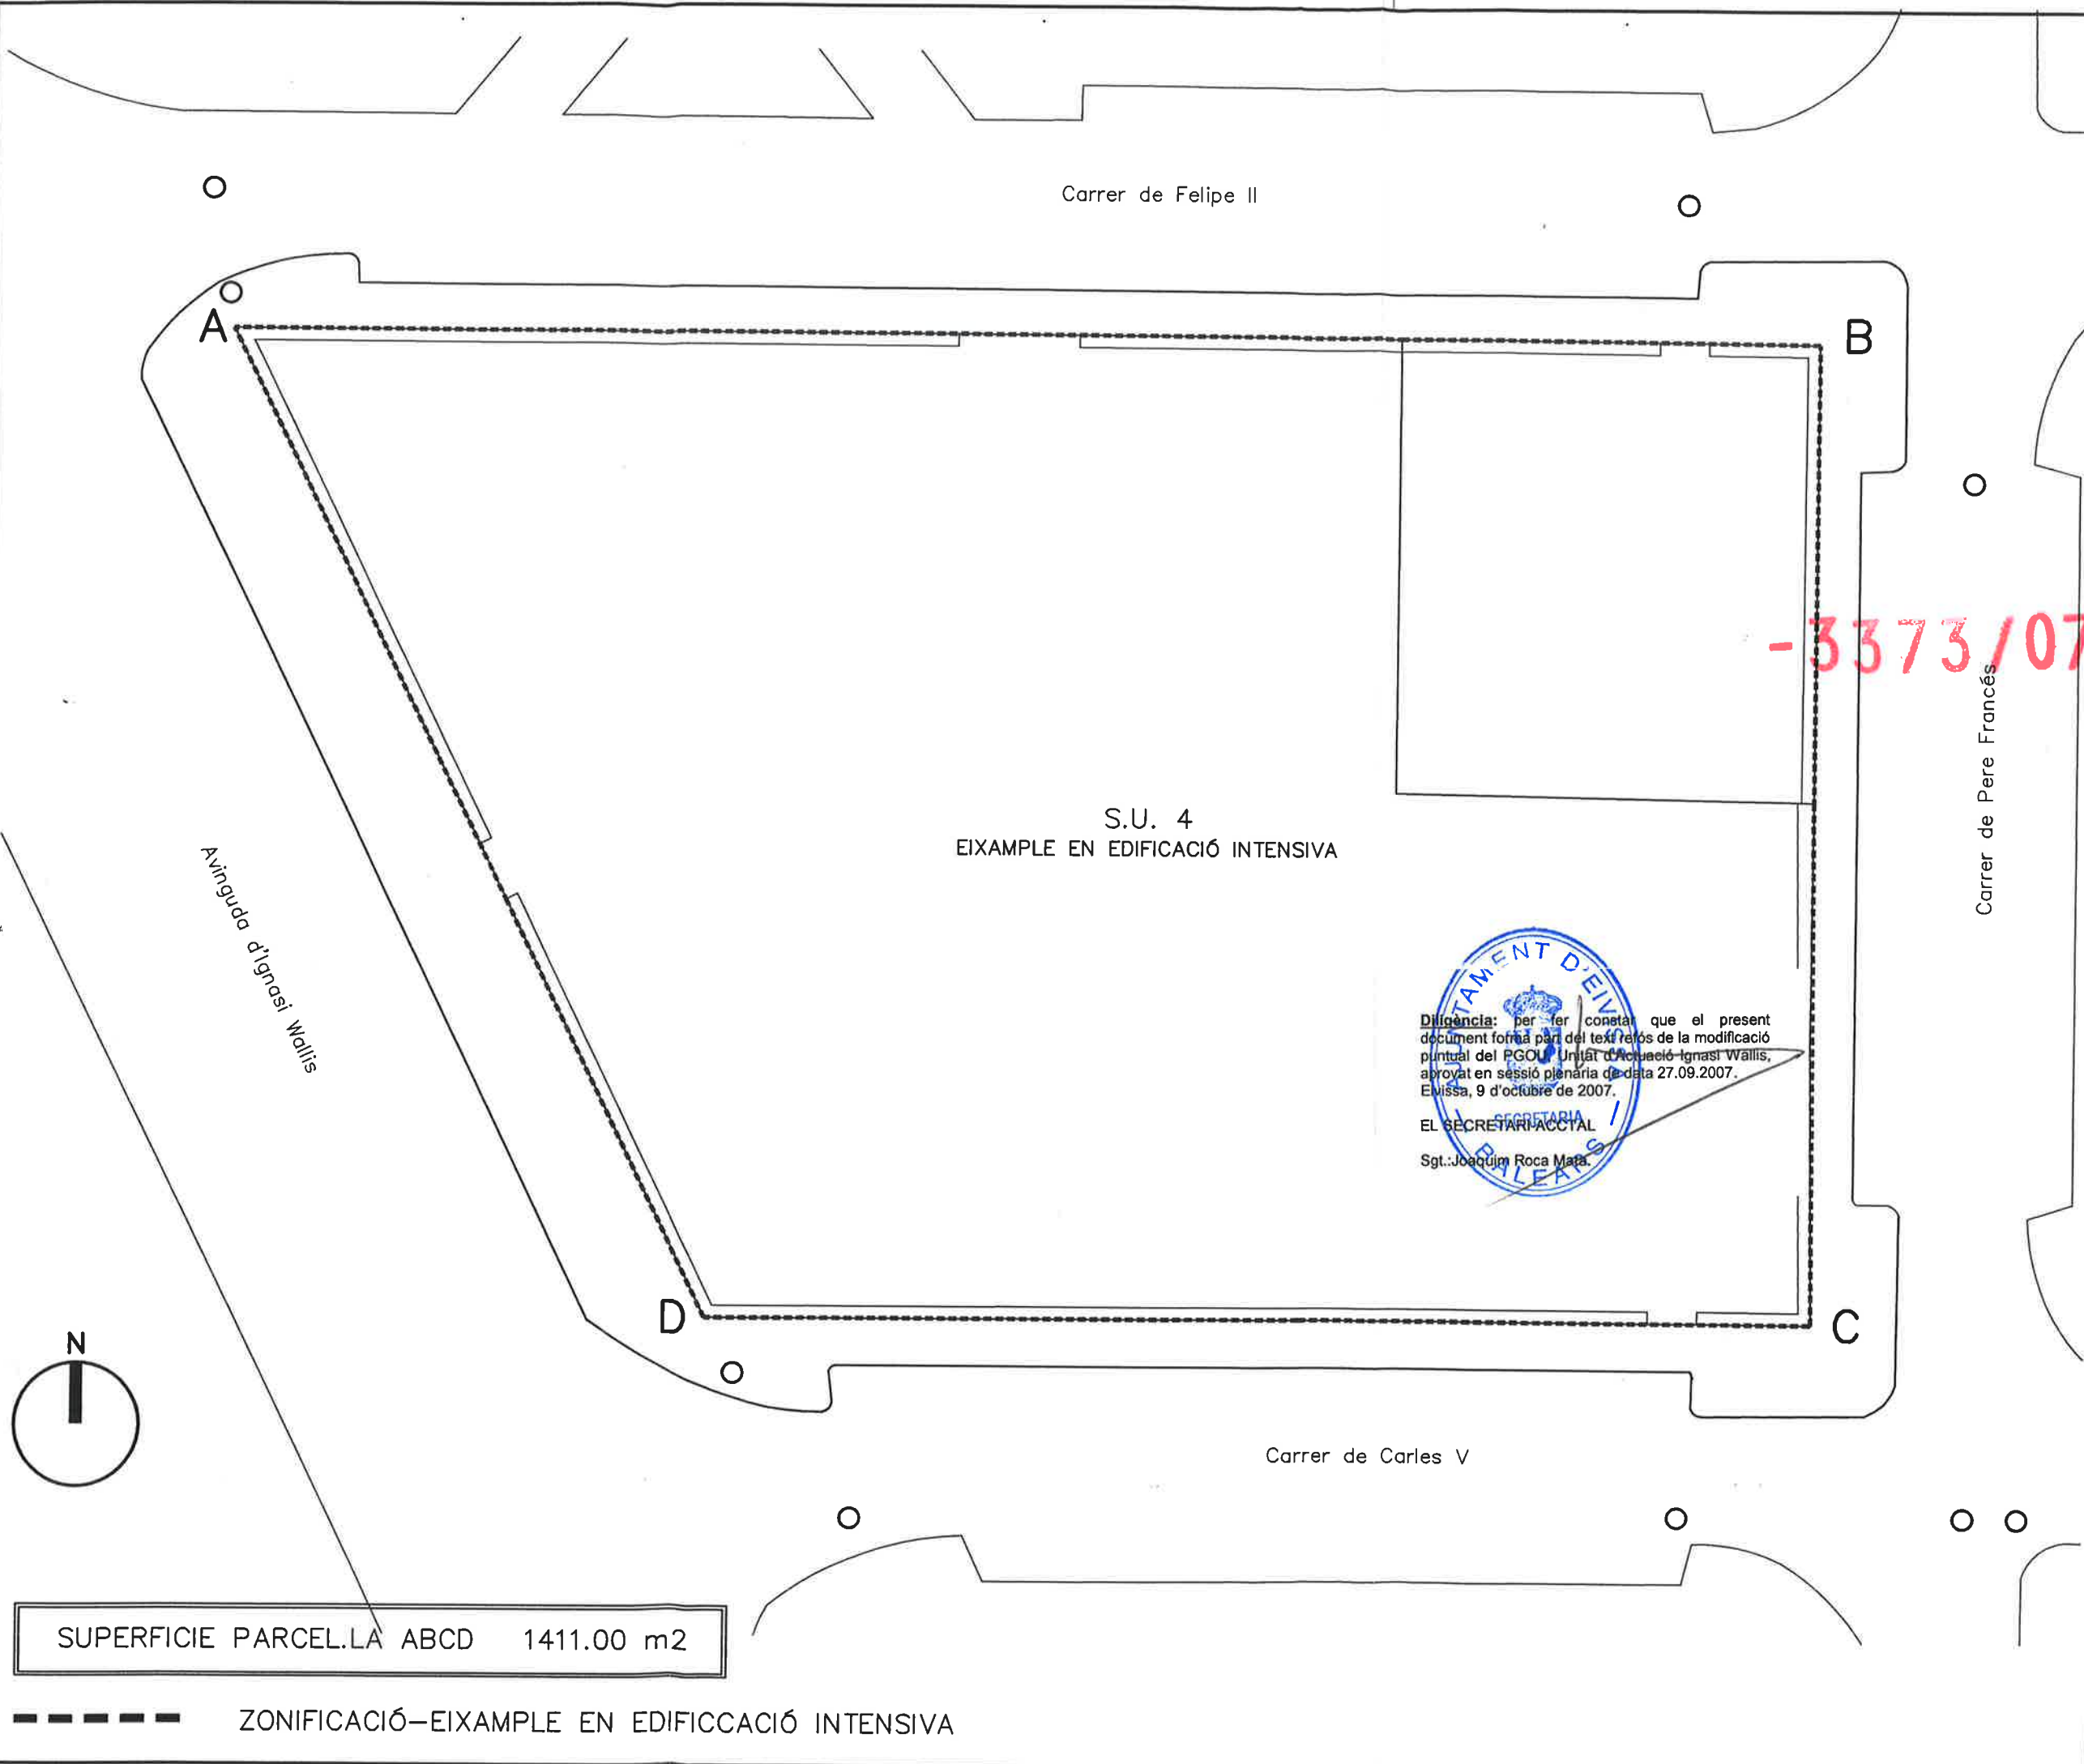 Carrer de Felipe II
A
B
-3373/07
Carrer de Pere Francés
S.U. 4
EIXAMPLE EN EDIFICACIÓ INTENSIVA
Avinguda d'Ignasi Wallis
AJUNTAMENT D'EIVISSA
SECRETARIA
BALEARS
Diligència: per fer constar que el present
document forma part del text refós de la modificació
puntual del PGOU, Unitat d'Actuació Ignasi Wallis,
aprovat en sessió plenària de data 27.09.2007.
Eivissa, 9 d'octubre de 2007.
EL SECRETARI ACCTAL
Sgt.:Joaquim Roca Mata.
D
C
N
Carrer de Carles V
SUPERFICIE PARCEL.LA ABCD 1411.00 m2
ZONIFICACIÓ-EIXAMPLE EN EDIFICCACIÓ INTENSIVA